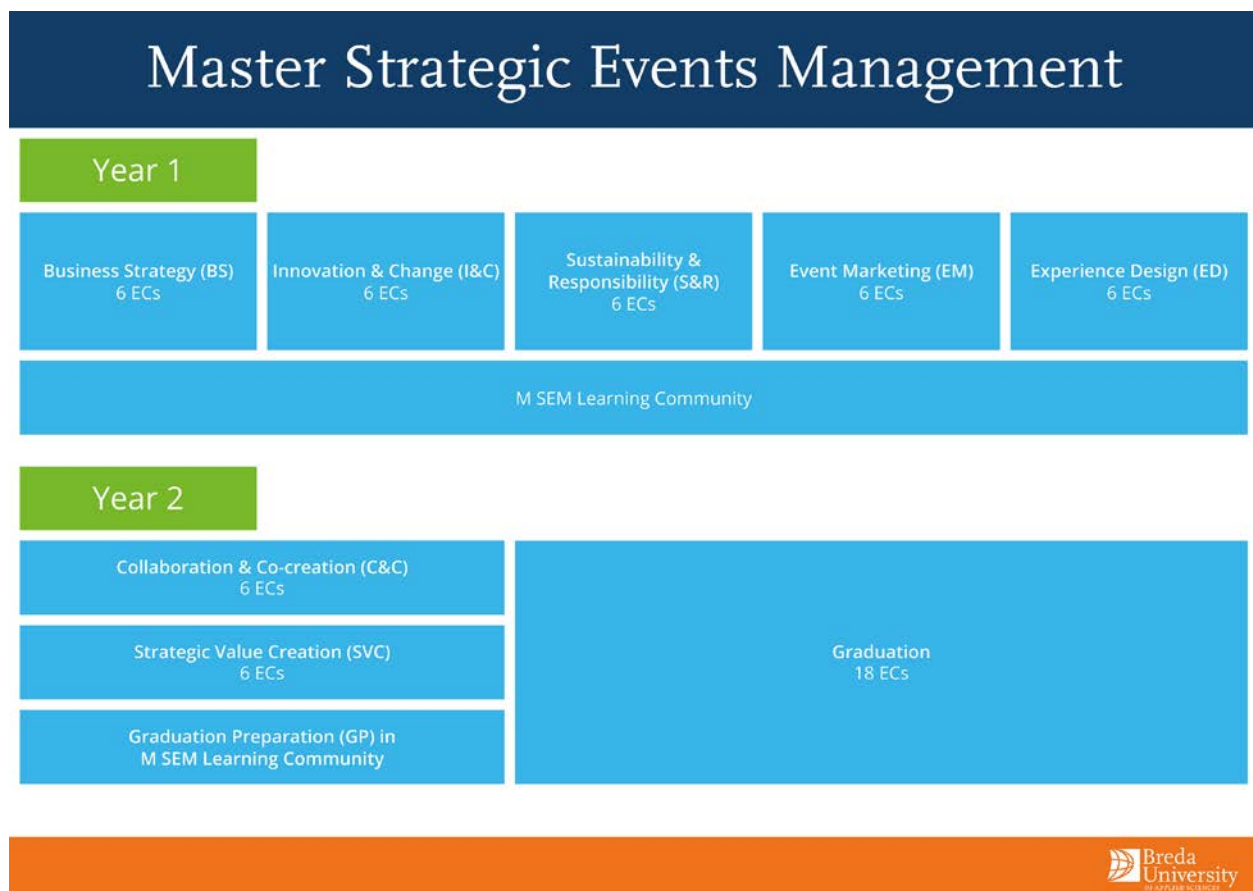 Master Strategic Events Management
Year 1
Business Strategy (BS)
6 ECs
Innovation & Change (I&C)
6 ECs
Sustainability &
Responsibility (S&R)
6 ECs
Event Marketing (EM)
6 ECs
Experience Design (ED)
6 ECs
M SEM Learning Community
Year 2
Collaboration & Co-creation (C&C)
6 ECs
Strategic Value Creation (SVC)
6 ECs
Graduation Preparation (GP) in
M SEM Learning Community
Graduation
18 ECs
Breda
University
OF APPLIED SCIENCES